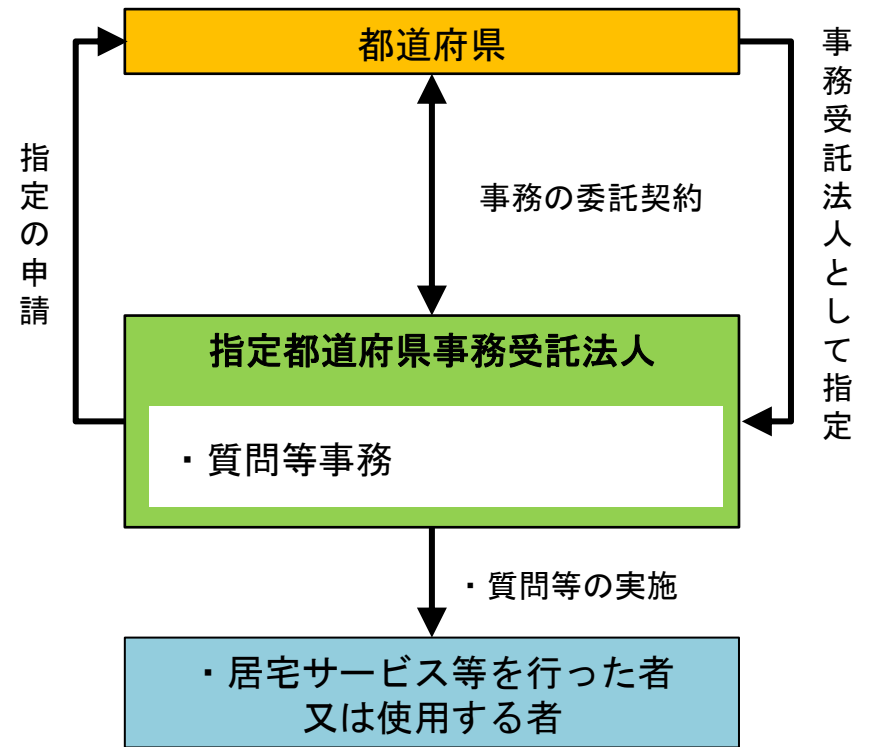 都道府県
指定の申請
事務の委託契約
事務受託法人として指定
指定都道府県事務受託法人
・質問等事務
・質問等の実施
・居宅サービス等を行った者
又は使用する者